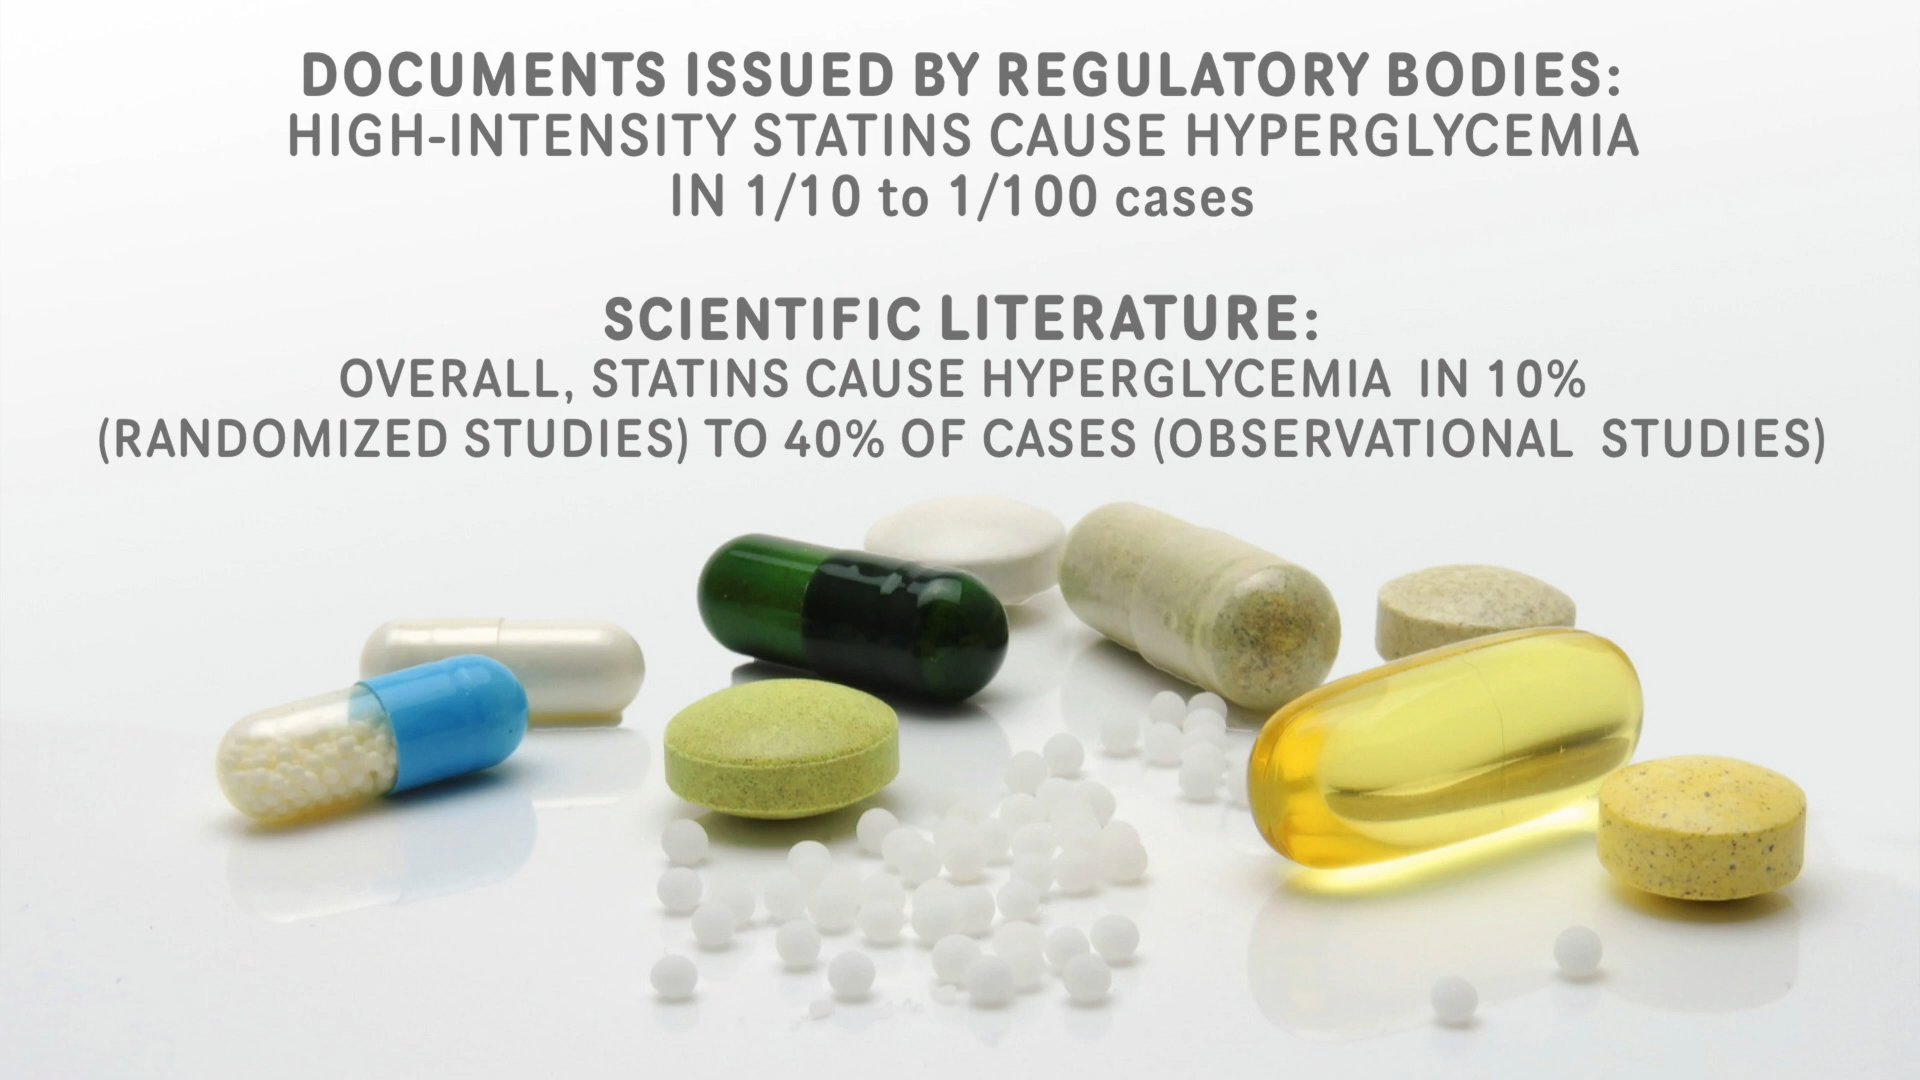 DOCUMENTS ISSUED BY REGULATORY BODIES:
HIGH-INTENSITY STATINS CAUSE HYPERGLYCEMIA
IN 1/10 to 1/100 cases
SCIENTIFIC LITERATURE:
OVERALL, STATINS CAUSE HYPERGLYCEMIA IN 10%
(RANDOMIZED STUDIES) TO 40% OF CASES (OBSERVATIONAL STUDIES)